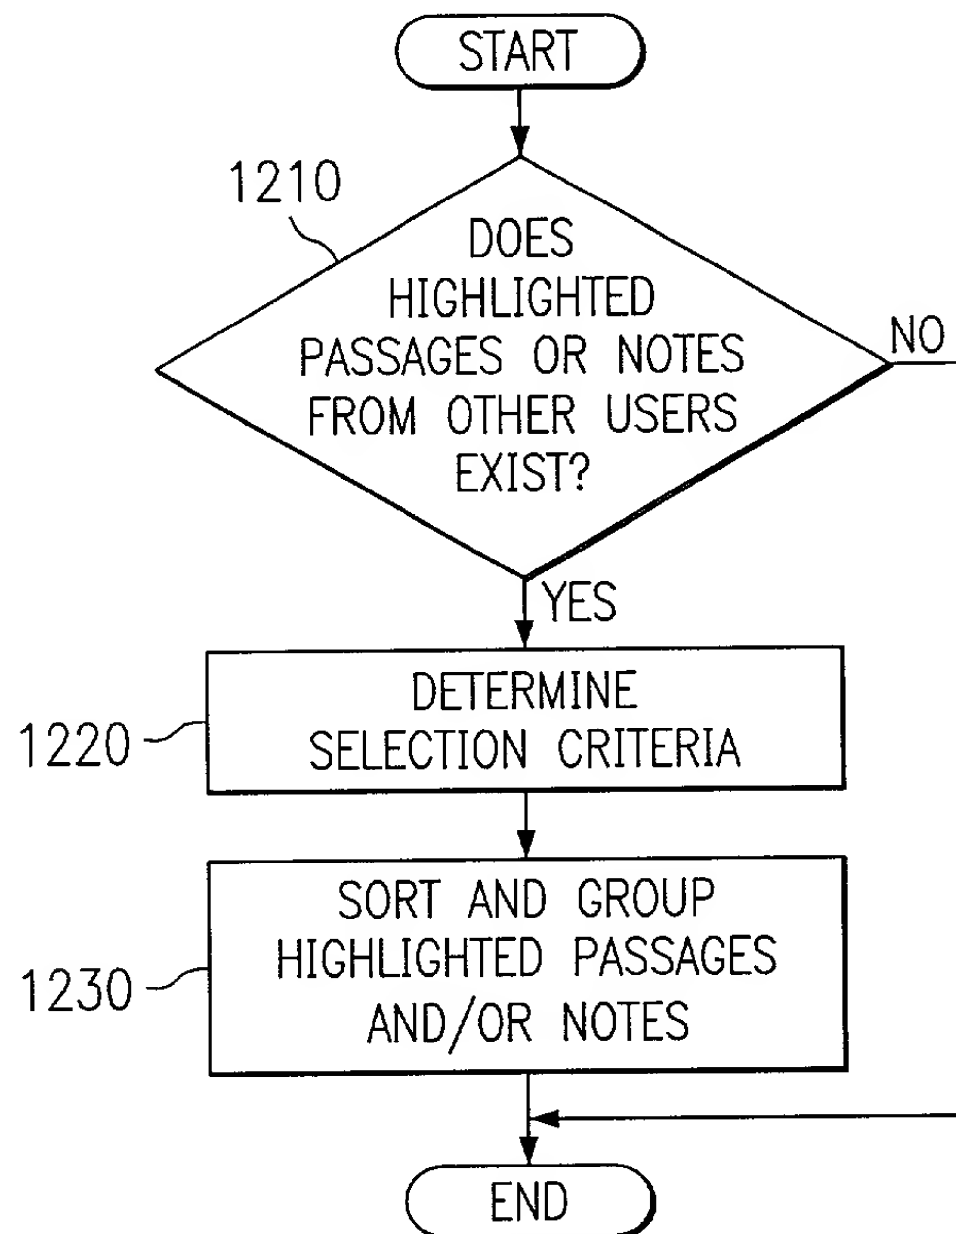 START
1210
DOES
HIGHLIGHTED
PASSAGES OR NOTES
FROM OTHER USERS
EXIST?
NO
YES
1220
DETERMINE
SELECTION CRITERIA
1230
SORT AND GROUP
HIGHLIGHTED PASSAGES
AND/OR NOTES
END